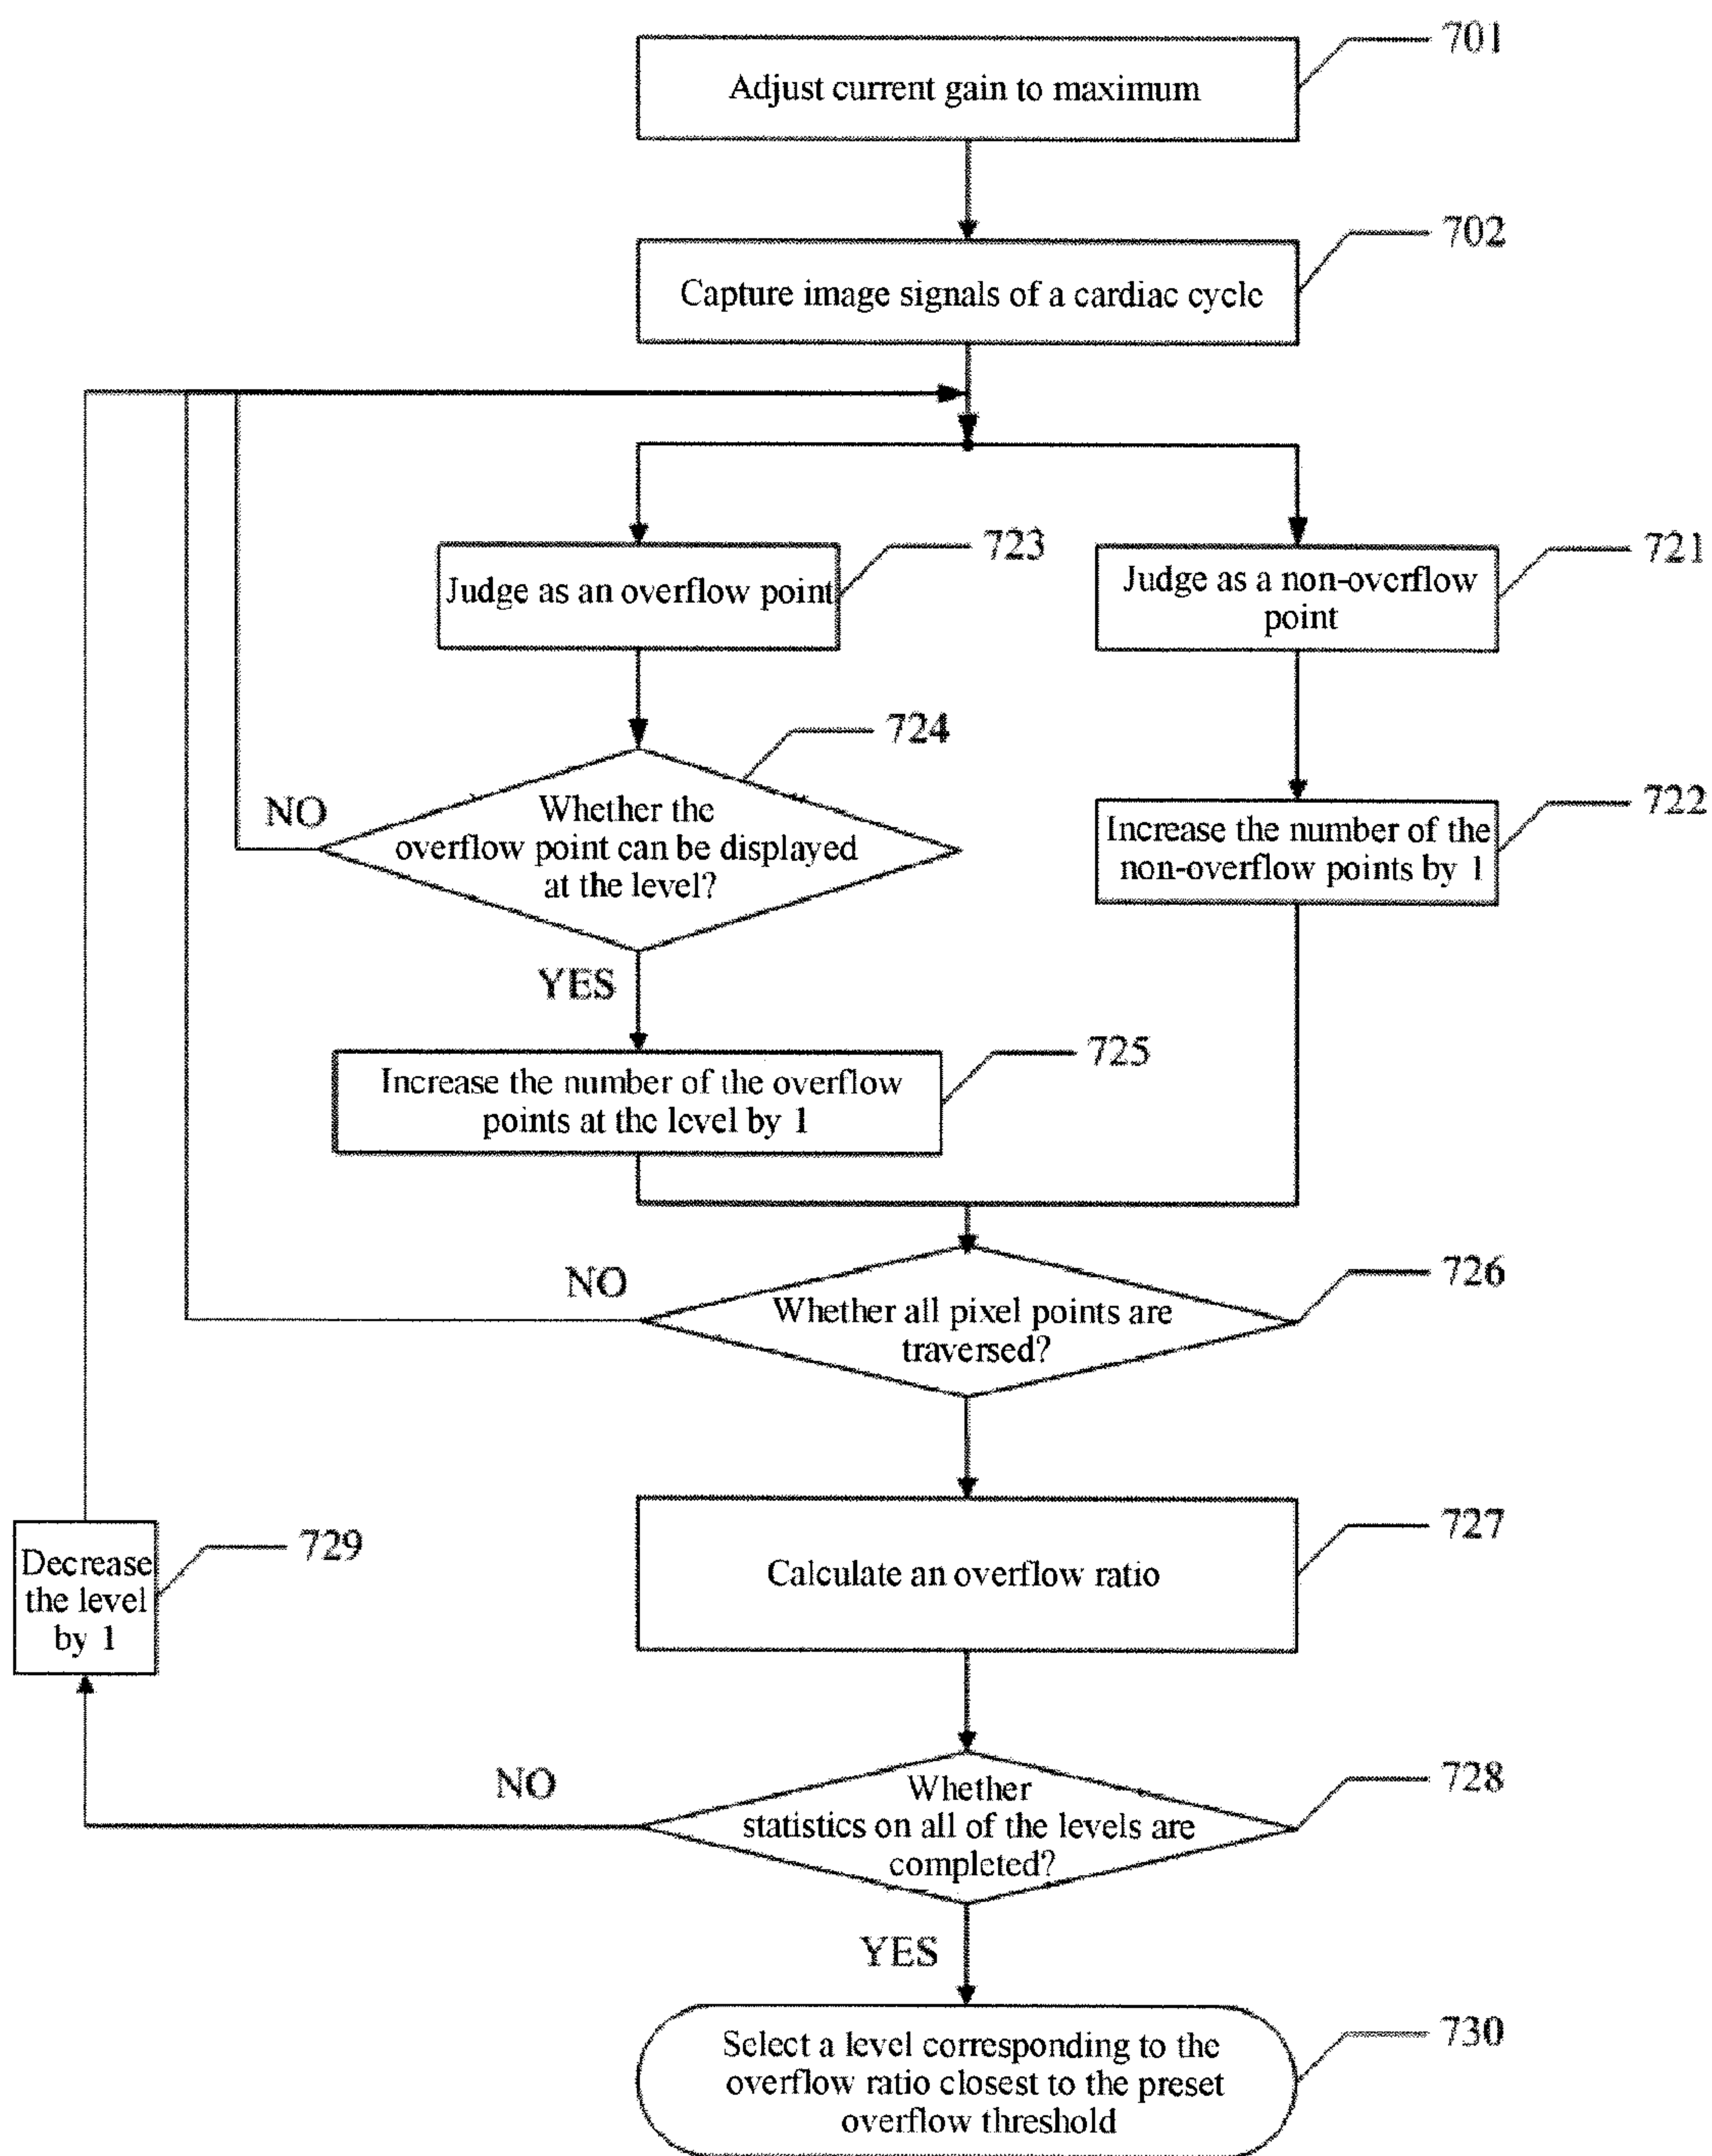 701
Adjust current gain to maximum
702
Capture image signals of a cardiac cycle
723
Judge as an overflow point
721
Judge as a non-overflow
point
724
Whether the
overflow point can be displayed
at the level?
NO
YES
722
Increase the number of the
non-overflow points by 1
725
Increase the number of the overflow
points at the level by 1
726
Whether all pixel points are
traversed?
NO
727
Calculate an overflow ratio
729
Decrease
the level
by 1
728
Whether
statistics on all of the levels are
completed?
NO
YES
730
Select a level corresponding to the
overflow ratio closest to the preset
overflow threshold